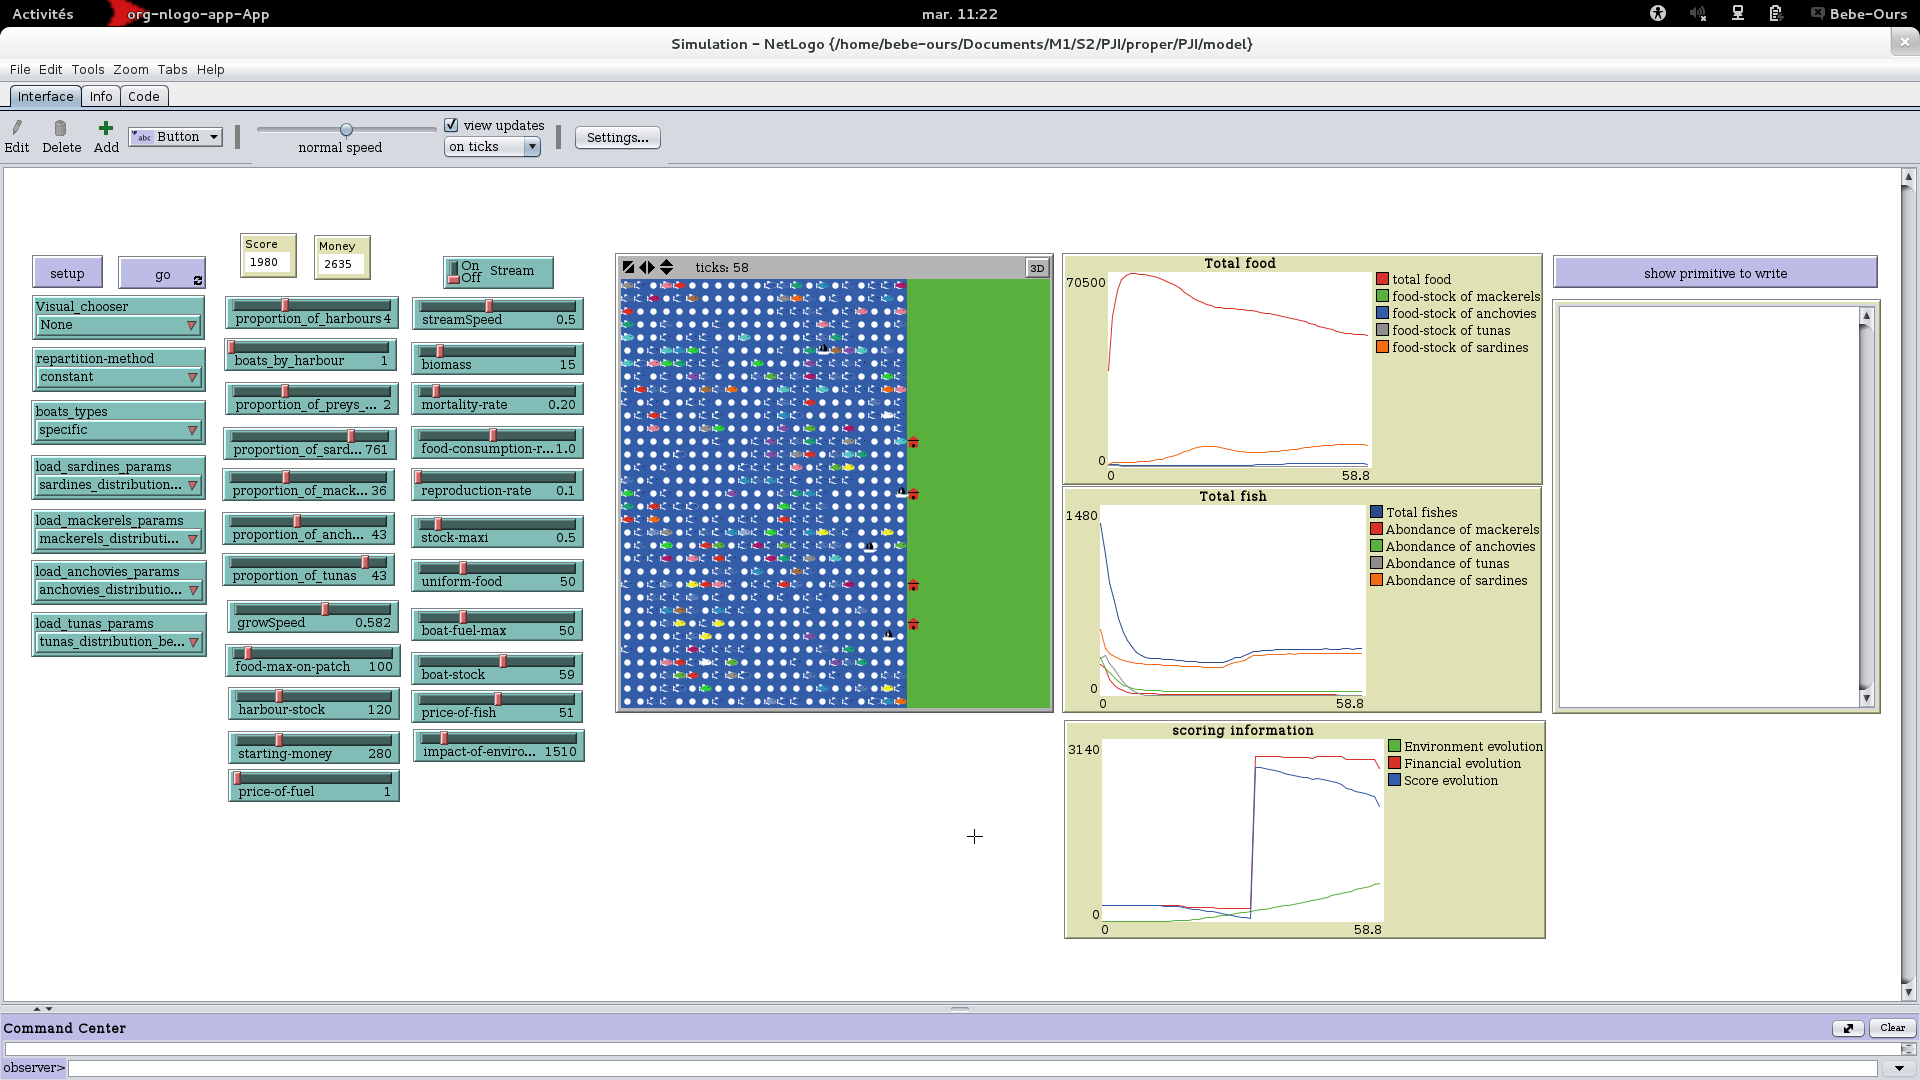 Activités
org-nlogo-app-App
mar. 11:22
Bebe-Ours
Simulation - NetLogo {/home/bebe-ours/Documents/M1/S2/PJI/proper/PJI/model}
File Edit Tools Zoom Tabs Help
Interface Info Code
Edit
Delete
Add
abc Button
normal speed
view updates
on ticks
Settings...
setup
go
Score
1980
Money
2635
On
Off
Stream
Visual_chooser
None
repartition-method
constant
boats_types
specific
load_sardines_params
sardines_distribution...
load_mackerels_params
mackerels_distributi...
load_anchovies_params
anchovies_distributio...
load_tunas_params
tunas_distribution_be...
proportion_of_harbours 4
boats_by_harbour 1
proportion_of_preys_... 2
proportion_of_sard... 761
proportion_of_mack... 36
proportion_of_anch... 43
proportion_of_tunas 43
growSpeed 0.582
food-max-on-patch 100
harbour-stock 120
starting-money 280
price-of-fuel 1
streamSpeed 0.5
biomass 15
mortality-rate 0.20
food-consumption-r... 1.0
reproduction-rate 0.1
stock-maxi 0.5
uniform-food 50
boat-fuel-max 50
boat-stock 59
price-of-fish 51
impact-of-enviro... 1510
ticks: 58
3D
Total food
70500
0
0
58.8
total food
food-stock of mackerels
food-stock of anchovies
food-stock of tunas
food-stock of sardines
Total fish
1480
0
0
58.8
Total fishes
Abondance of mackerels
Abondance of anchovies
Abondance of tunas
Abondance of sardines
scoring information
3140
0
0
58.8
Environment evolution
Financial evolution
Score evolution
show primitive to write
Command Center
Clear
observer>